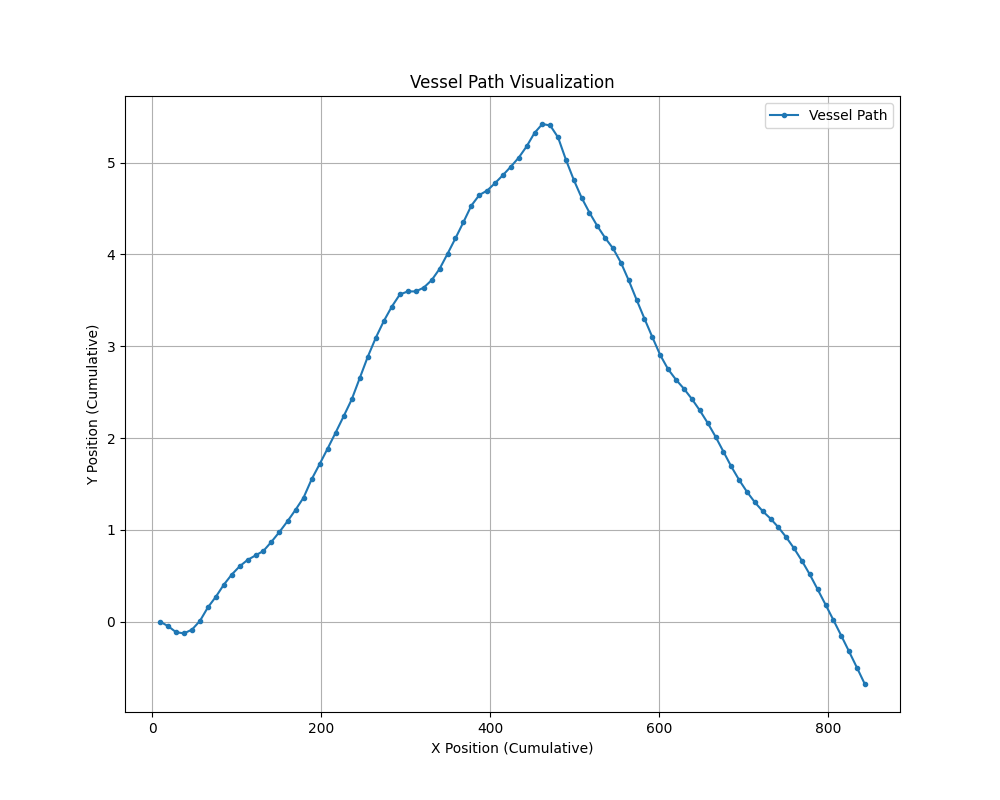 Vessel Path Visualization
Vessel Path
Y Position (Cumulative)
5
4
3
2
1
0
0 200 400 600 800
X Position (Cumulative)